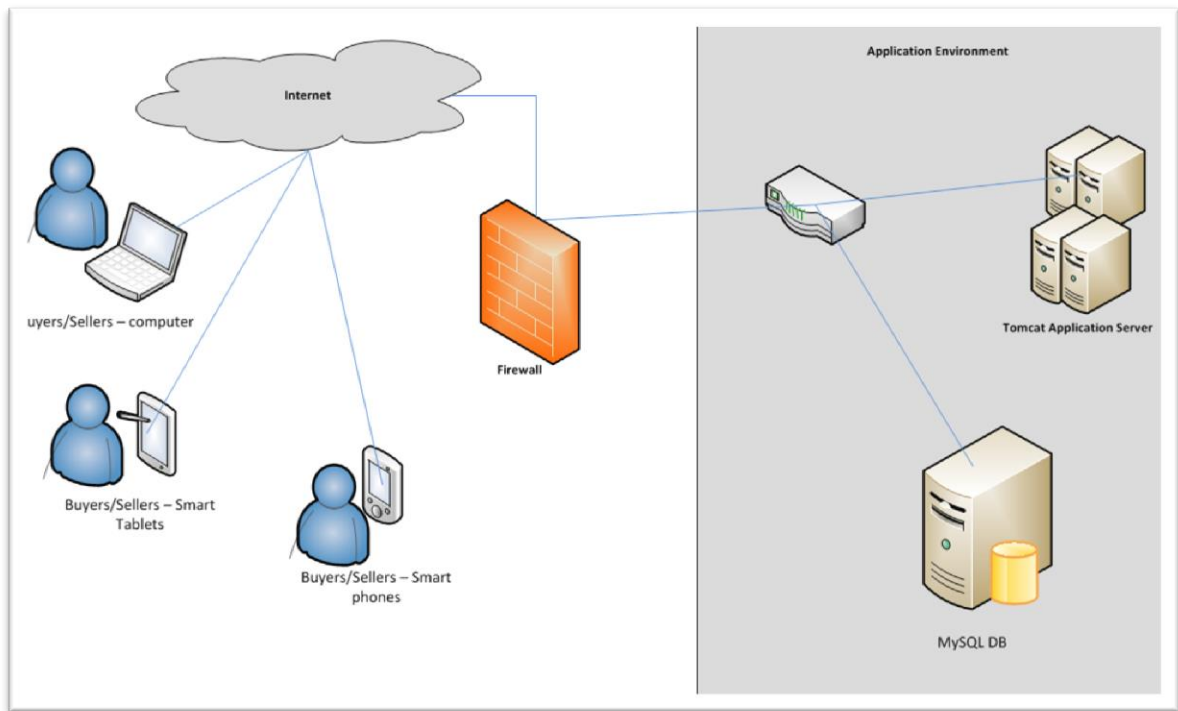 Application Environment
Internet
uyers/Sellers – computer
Firewall
Tomcat Application Server
Buyers/Sellers – Smart
Tablets
Buyers/Sellers – Smart
phones
MySQL DB